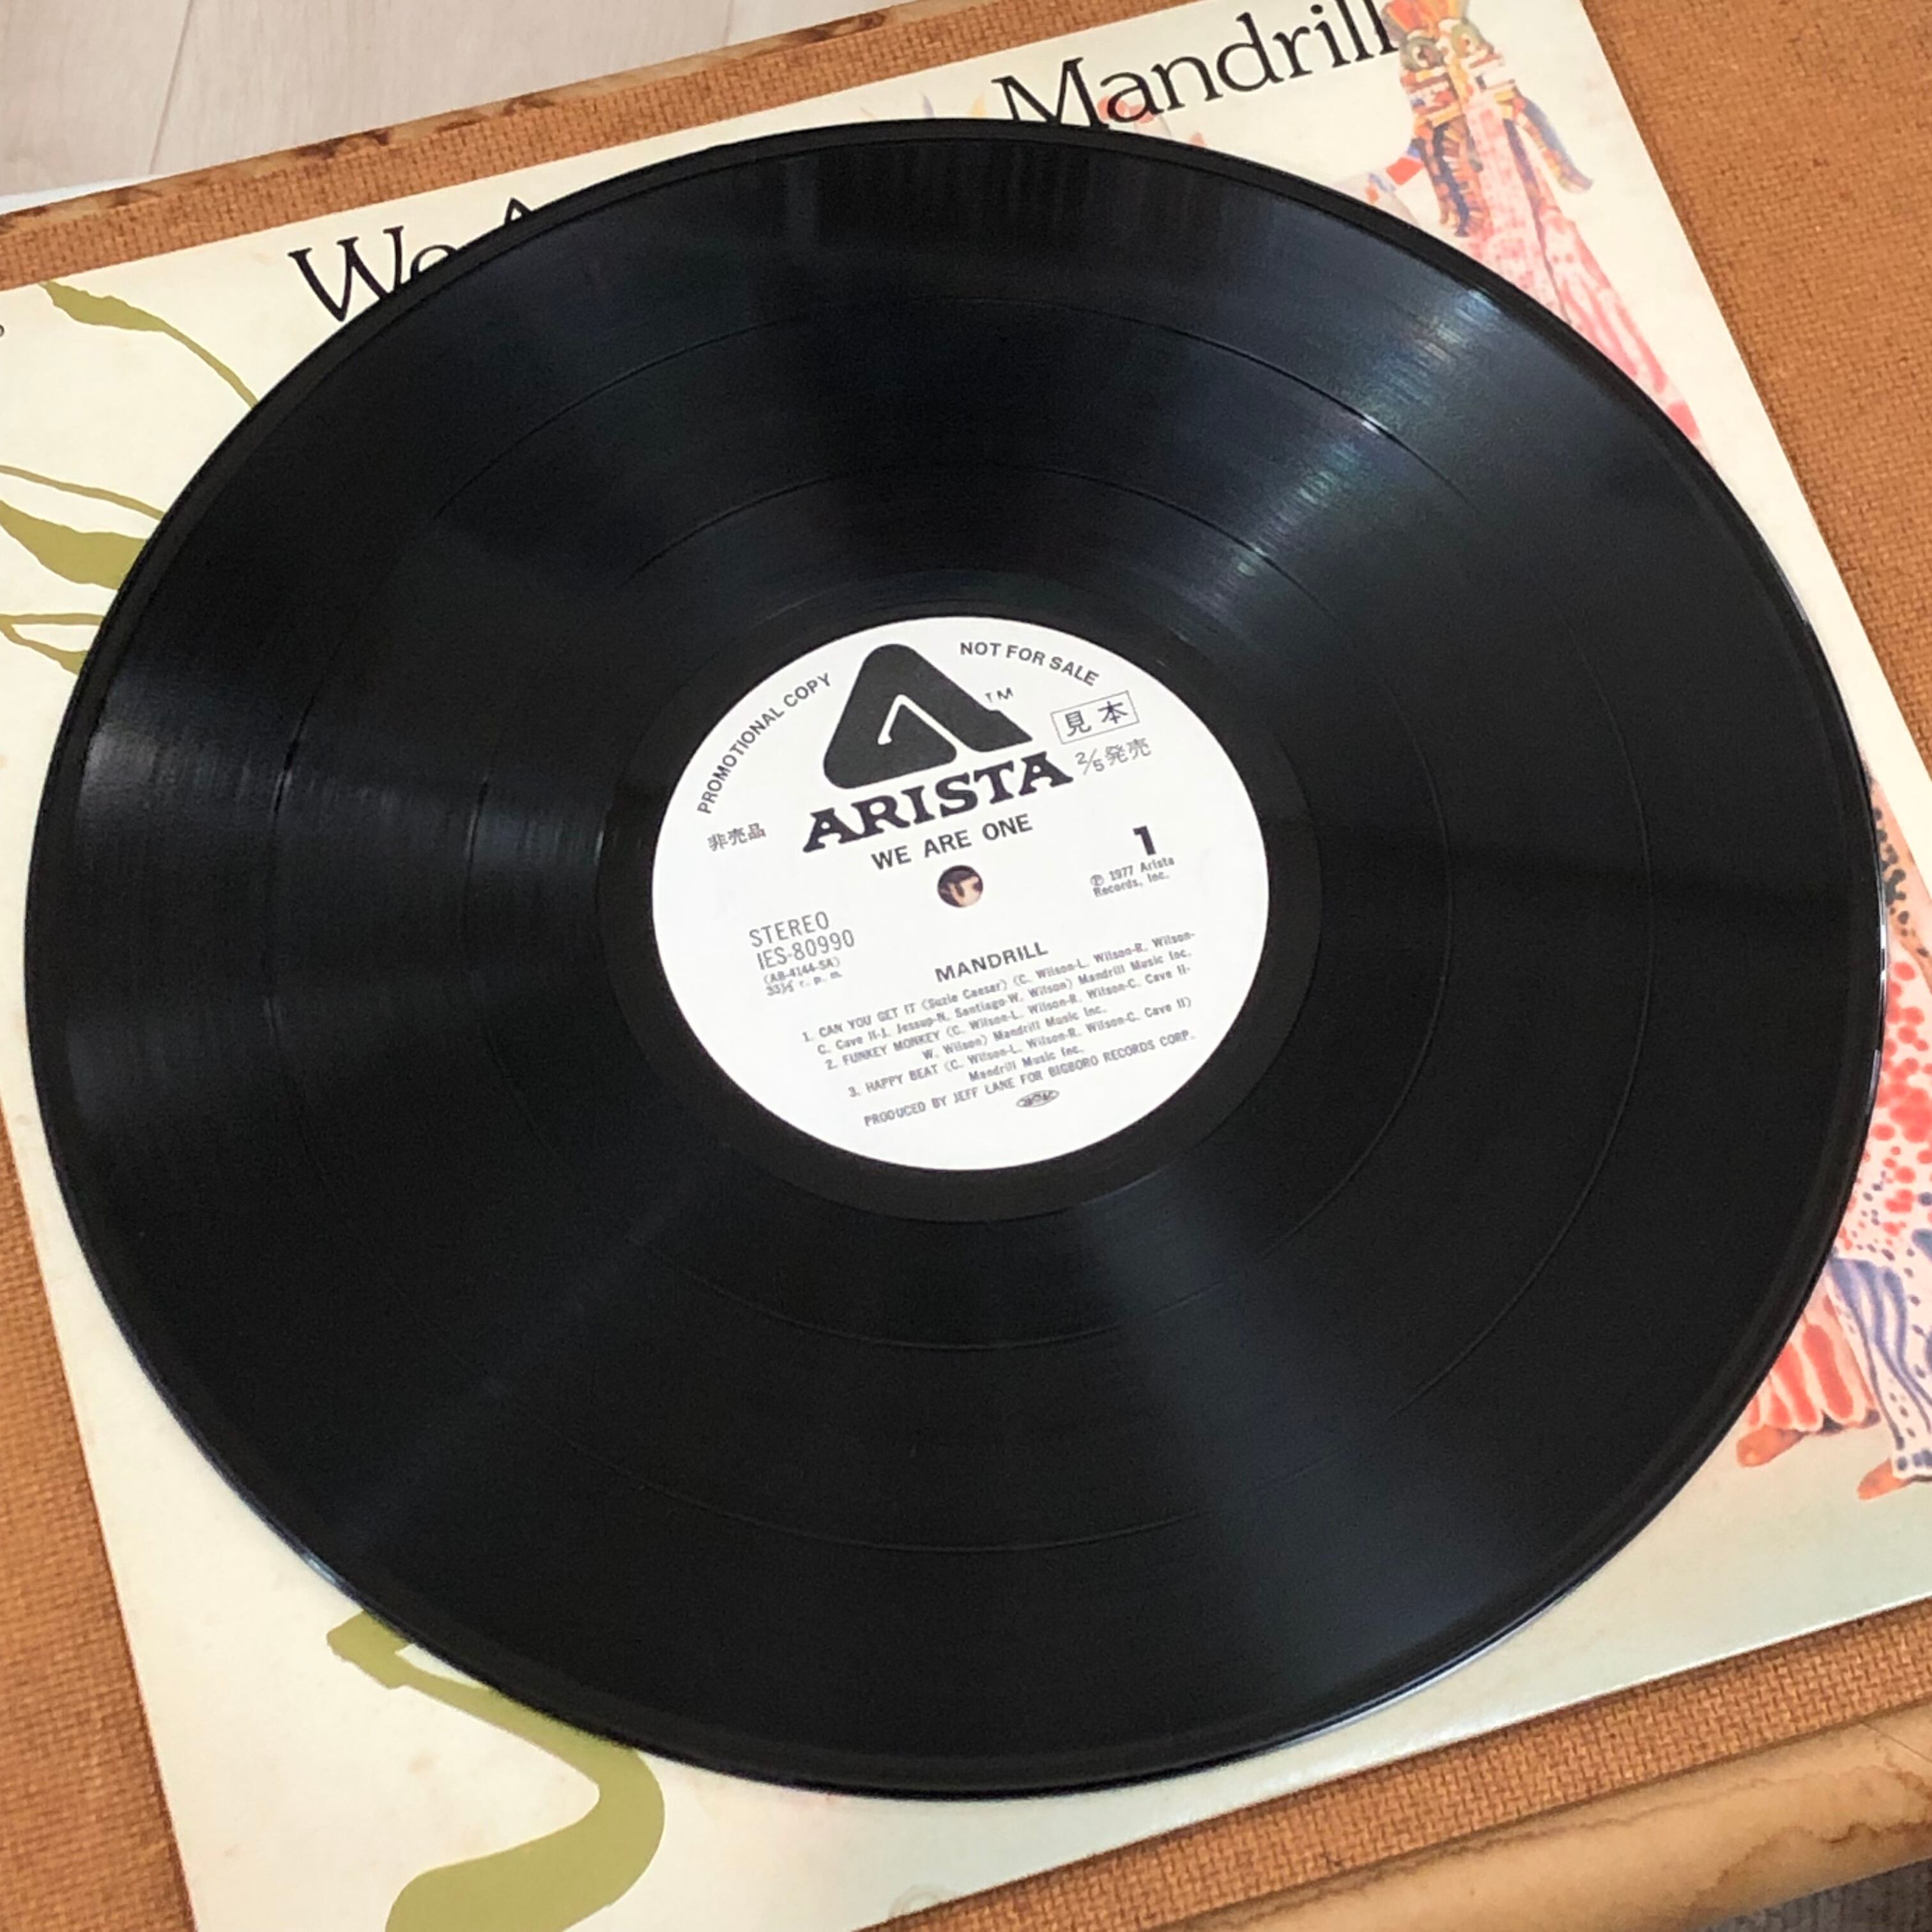 Mandrill
We A
PROMOTIONAL COPY
NOT FOR SALE
TM
見本
2/5発売
ARISTA
非売品
WE ARE ONE
1
℗ 1977 Arista
Records, Inc.
STEREO
IES-80990
(AB-4144-SA)
33⅓ r. p. m.
MANDRILL
1. CAN YOU GET IT (Suzie Caesar) (C. Wilson-L. Wilson-R. Wilson-
C. Cave II-J. Jessup-N. Santiago-W. Wilson) Mandrill Music Inc.
2. FUNKEY MONKEY (C. Wilson-L. Wilson-R. Wilson-C. Cave II-
W. Wilson) Mandrill Music Inc.
3. HAPPY BEAT (C. Wilson-L. Wilson-R. Wilson-C. Cave II)
Mandrill Music Inc.
PRODUCED BY JEFF LANE FOR BIGBORO RECORDS CORP.